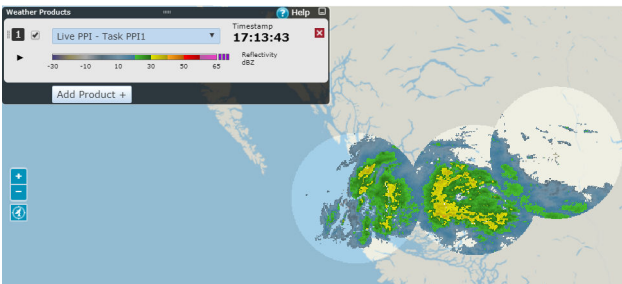 Weather Products
? Help
1 Live PPI - Task PPI1
Timestamp
17:13:43
-30 -10 10 30 50 65
Reflectivity
dBZ
Add Product +
+
−